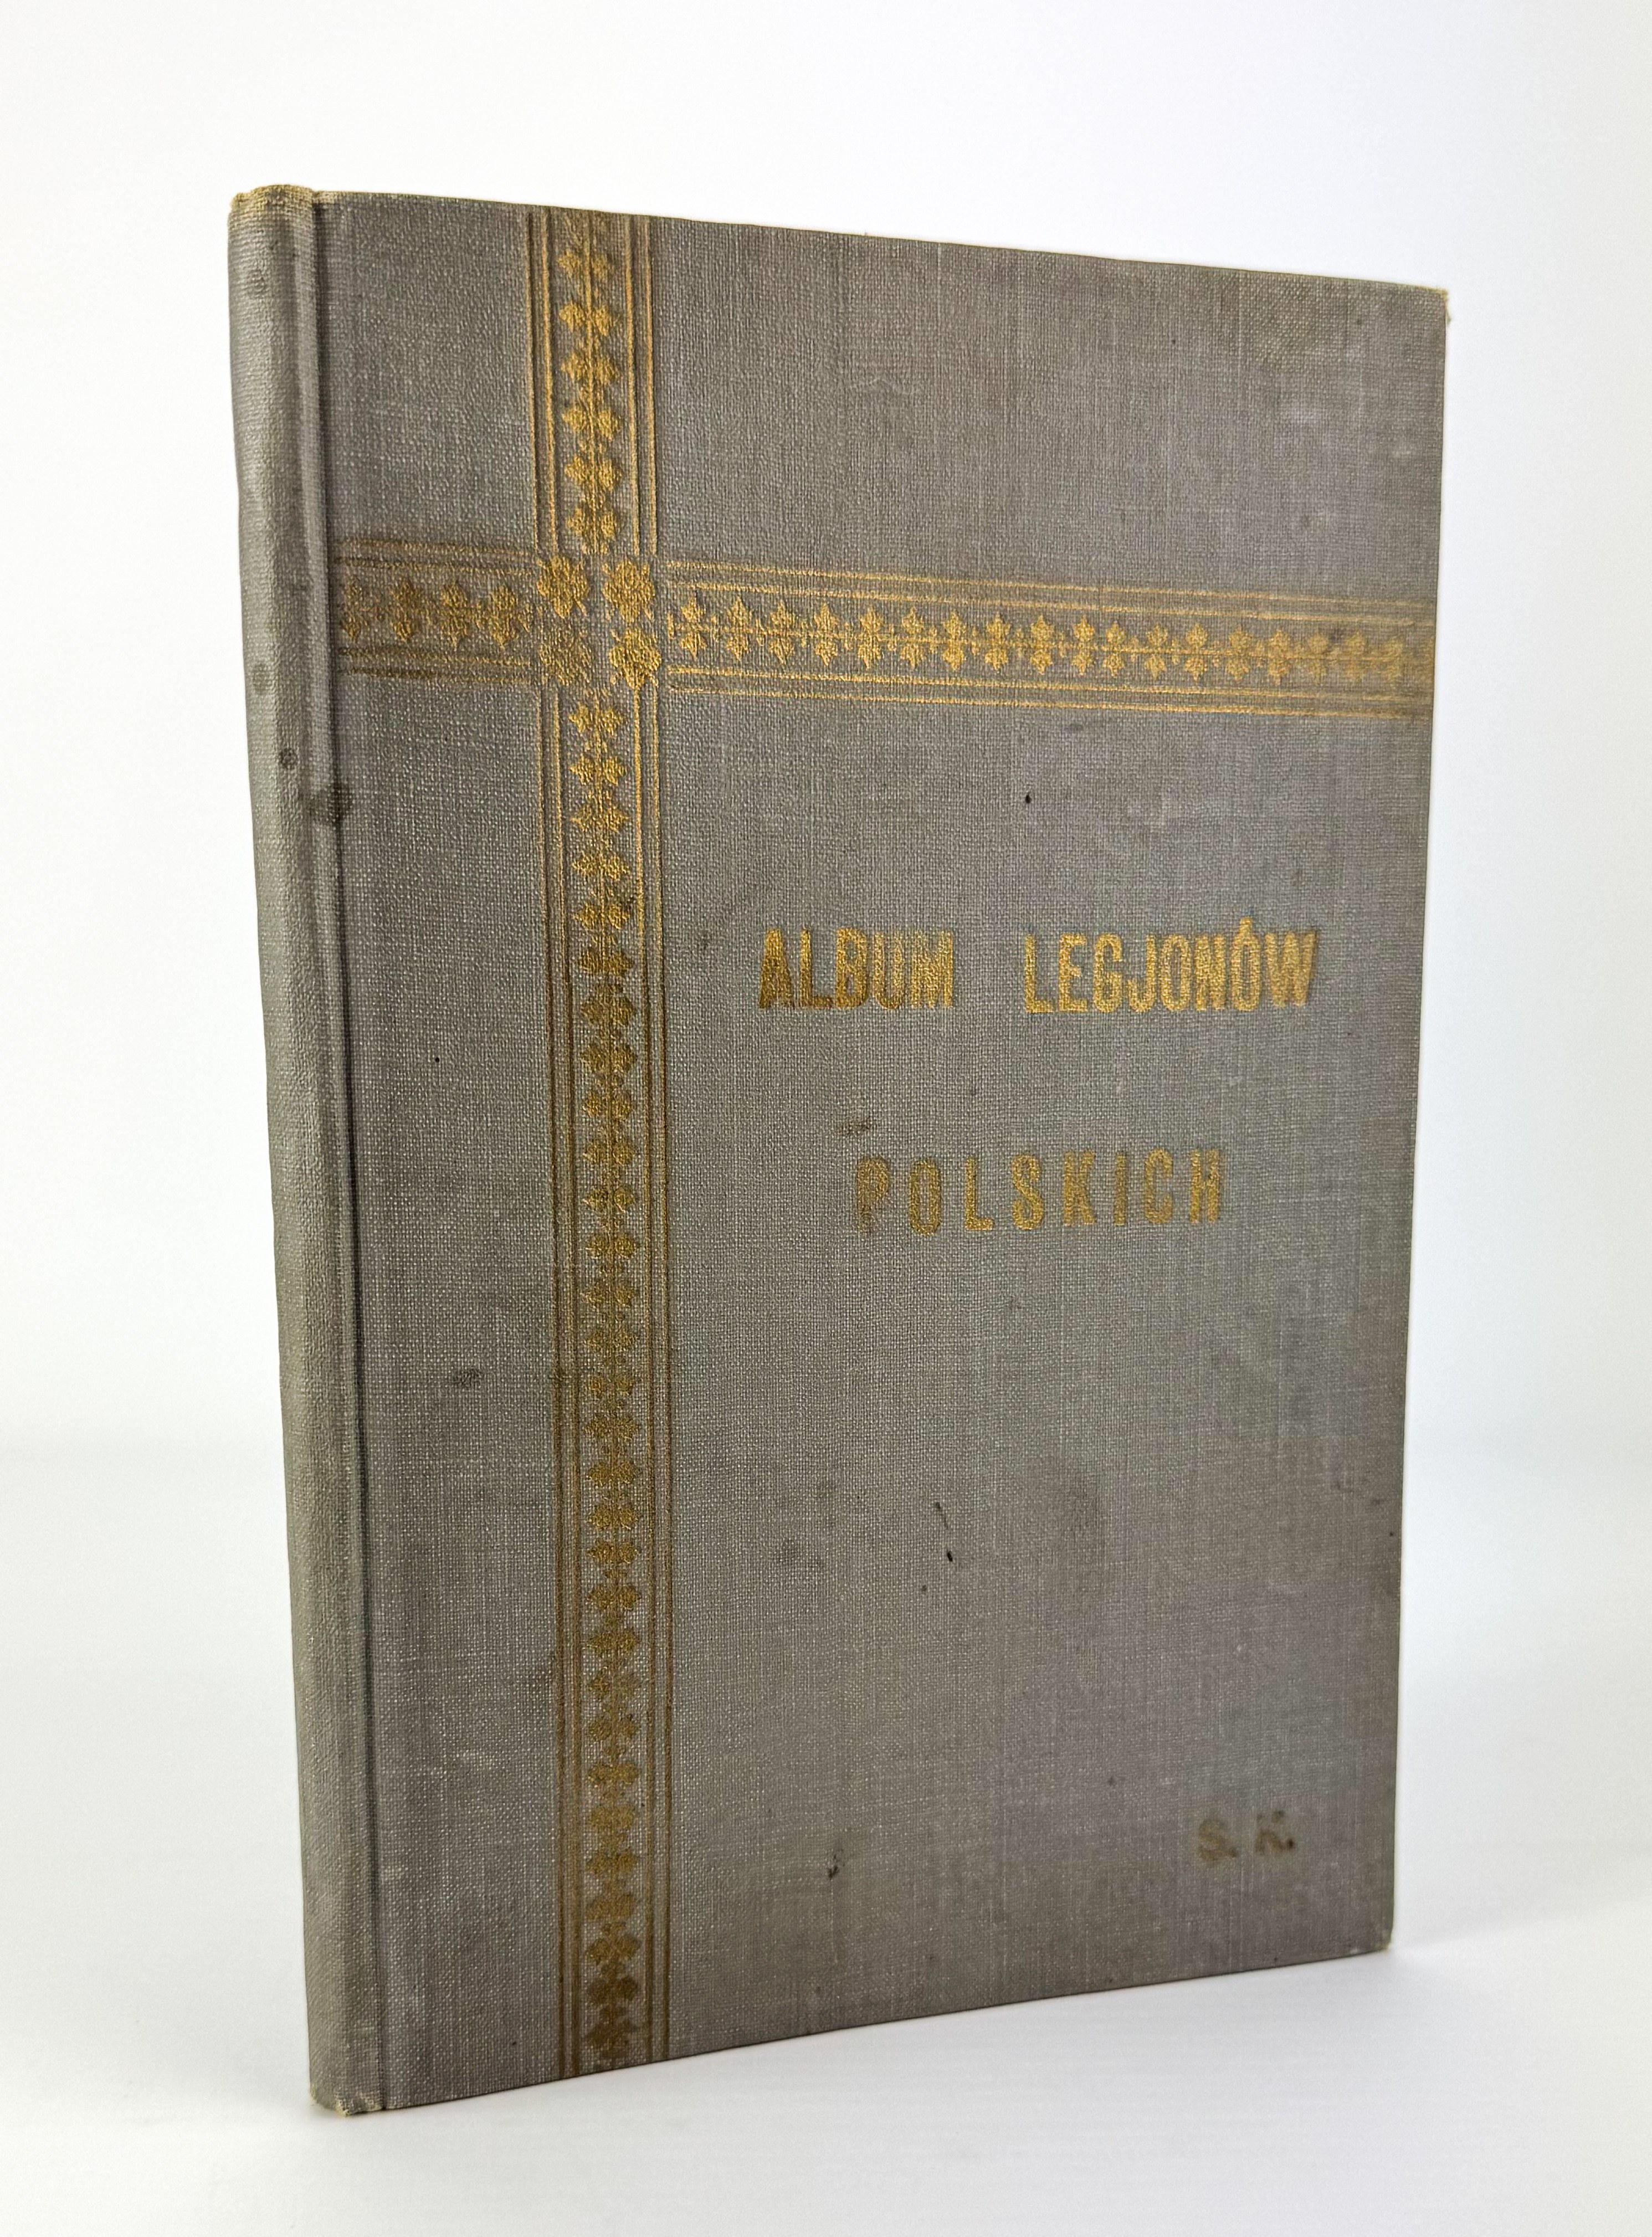 ALBUM LEGJONÓW
POLSKICH
S. K.